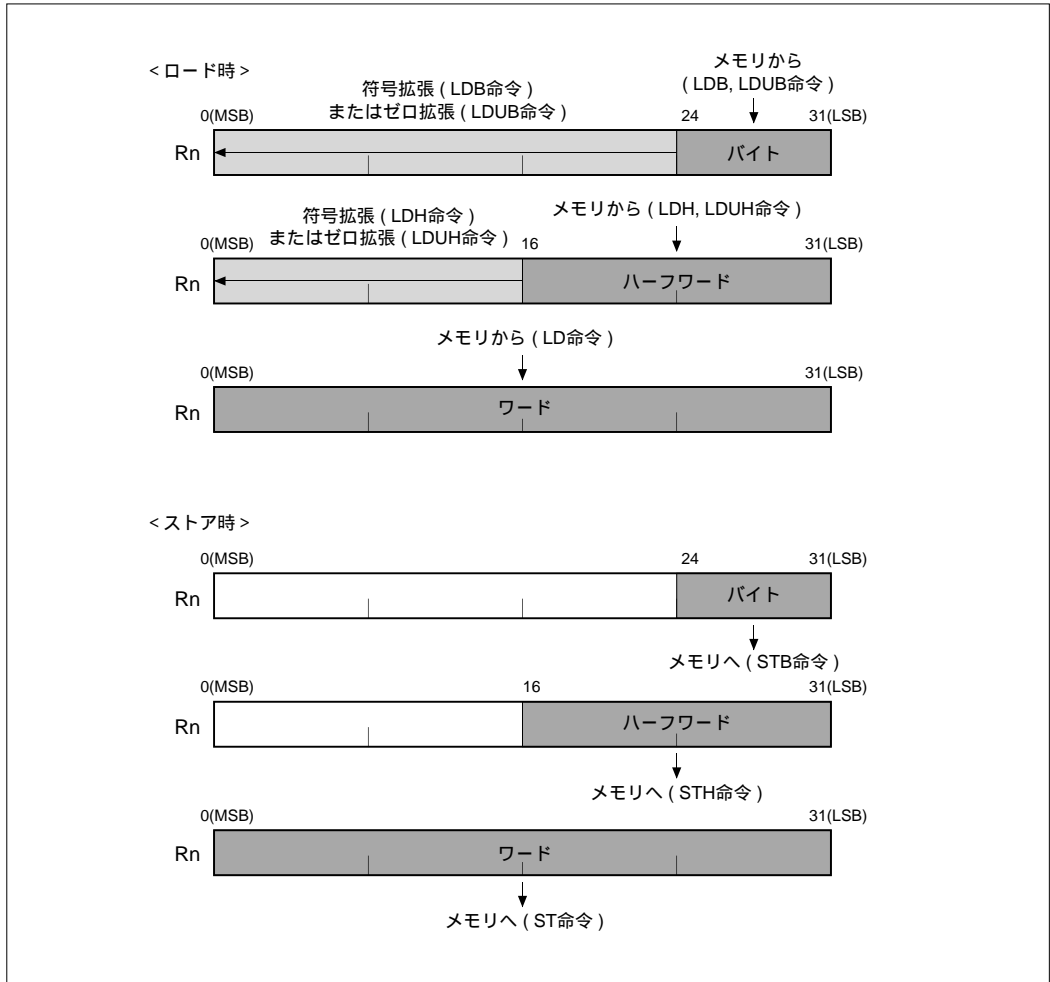 < ロード時 >
メモリから
( LDB, LDUB命令 )
符号拡張 ( LDB命令 )
またはゼロ拡張 ( LDUB命令 )
0(MSB) 24 31(LSB)
Rn バイト
メモリから ( LDH, LDUH命令 )
符号拡張 ( LDH命令 )
またはゼロ拡張 ( LDUH命令 )
0(MSB) 16 31(LSB)
Rn ハーフワード
メモリから ( LD命令 )
0(MSB) 31(LSB)
Rn ワード
< ストア時 >
0(MSB) 24 31(LSB)
Rn バイト
メモリへ ( STB命令 )
0(MSB) 16 31(LSB)
Rn ハーフワード
メモリへ ( STH命令 )
0(MSB) 31(LSB)
Rn ワード
メモリへ ( ST命令 )